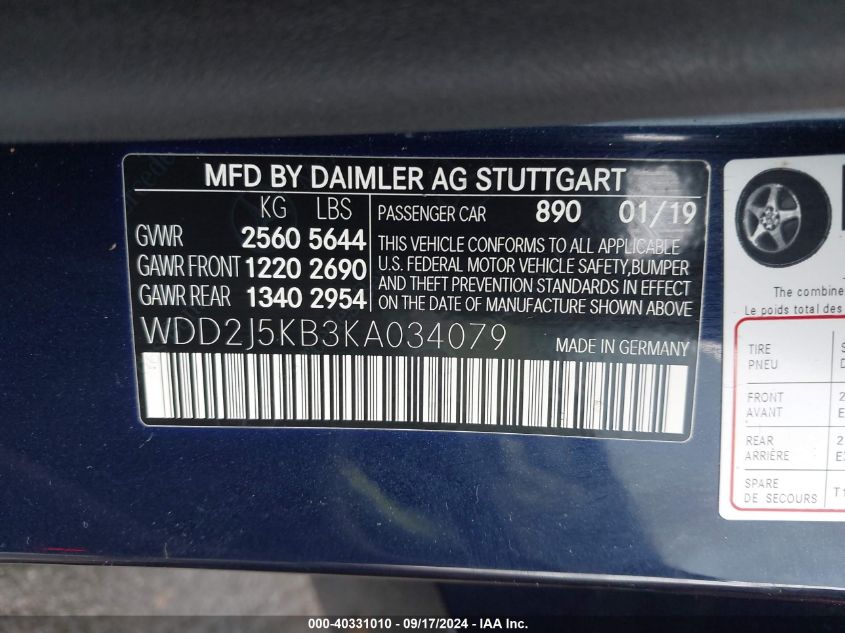 MFD BY DAIMLER AG STUTTGART
KG LBS
GVWR 2560 5644
GAWR FRONT 1220 2690
GAWR REAR 1340 2954
PASSENGER CAR 890 01/19
THIS VEHICLE CONFORMS TO ALL APPLICABLE
U.S. FEDERAL MOTOR VEHICLE SAFETY,BUMPER
AND THEFT PREVENTION STANDARDS IN EFFECT
ON THE DATE OF MANUFACTURE SHOWN ABOVE
WDD2J5KB3KA034079
MADE IN GERMANY
The combine
Le poids total des
TIRE
PNEU
FRONT
AVANT
REAR
ARRIÈRE
SPARE
DE SECOURS
000-40331010 - 09/17/2024 - www.iaai.com